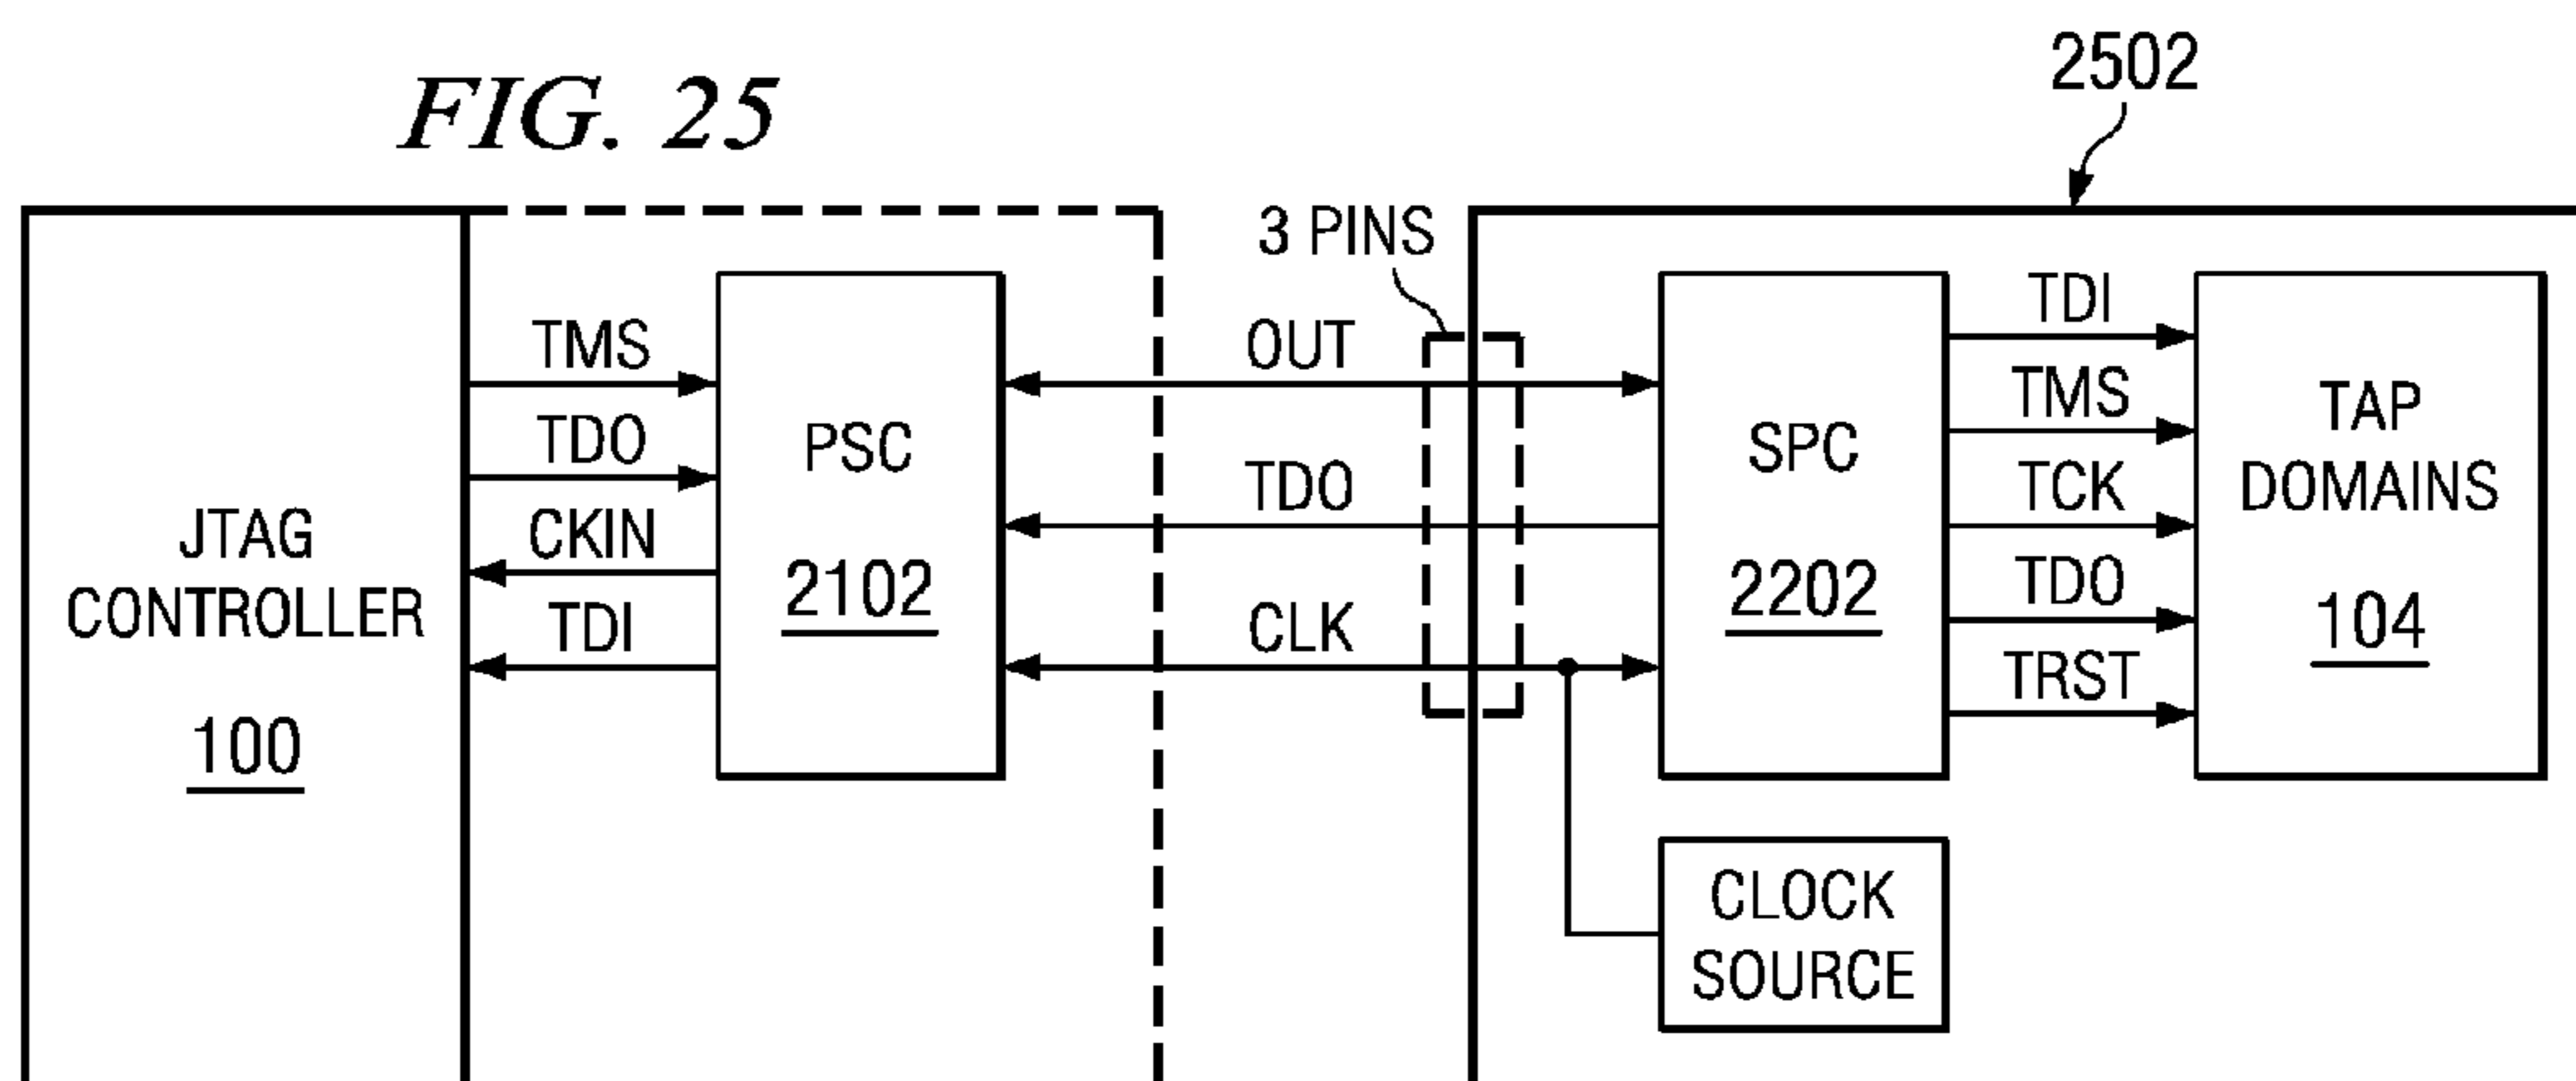 FIG. 25
2502
3 PINS
JTAG
CONTROLLER
100
TMS
TDO
CKIN
TDI
PSC
2102
OUT
TDO
CLK
SPC
2202
TDI
TMS
TCK
TDO
TRST
TAP
DOMAINS
104
CLOCK
SOURCE